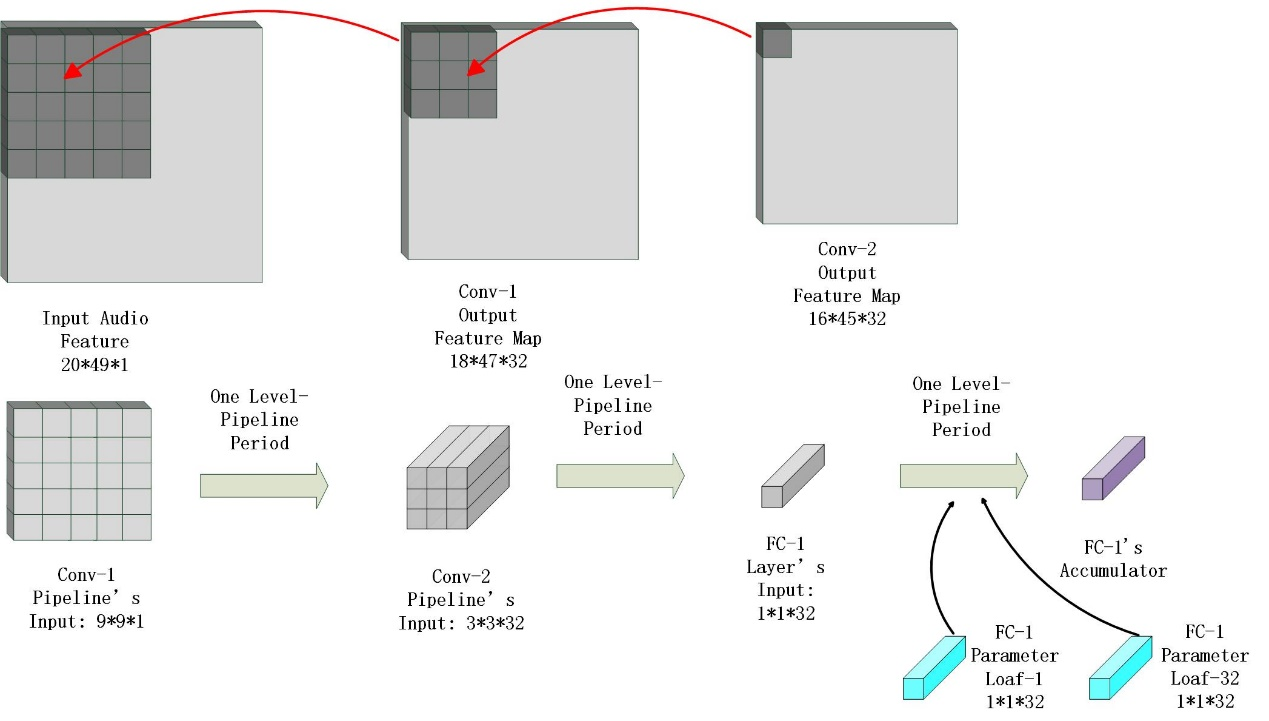 Input Audio
Feature
20*49*1
Conv-1
Output
Feature Map
18*47*32
Conv-2
Output
Feature Map
16*45*32
One Level-
Pipeline
Period
One Level-
Pipeline
Period
One Level-
Pipeline
Period
Conv-1
Pipeline's
Input: 9*9*1
Conv-2
Pipeline's
Input: 3*3*32
FC-1
Layer's
Input:
1*1*32
FC-1's
Accumulator
FC-1
Parameter
Loaf-1
1*1*32
FC-1
Parameter
Loaf-32
1*1*32